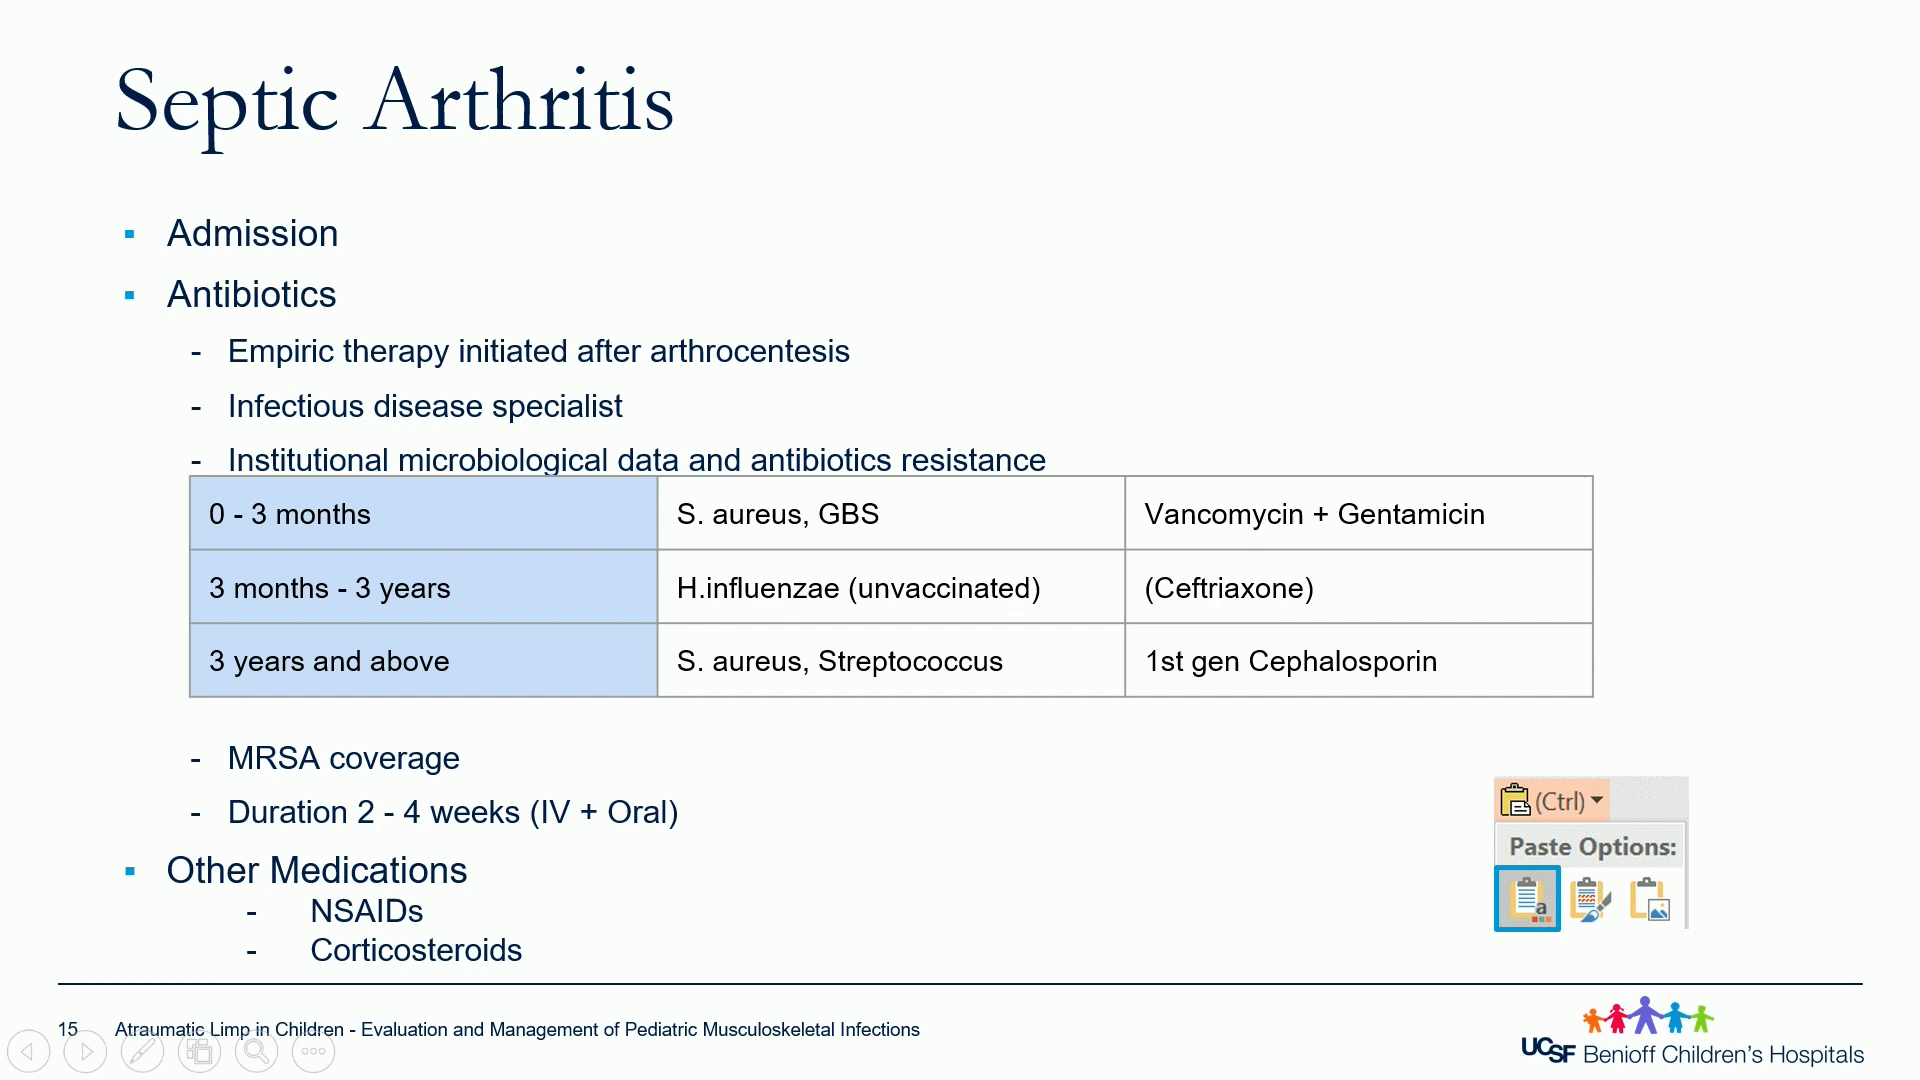 Septic Arthritis
▪ Admission
▪ Antibiotics
- Empiric therapy initiated after arthrocentesis
- Infectious disease specialist
- Institutional microbiological data and antibiotics resistance
0 - 3 months S. aureus, GBS Vancomycin + Gentamicin
3 months - 3 years H.influenzae (unvaccinated) (Ceftriaxone)
3 years and above S. aureus, Streptococcus 1st gen Cephalosporin
- MRSA coverage
- Duration 2 - 4 weeks (IV + Oral)
(Ctrl)
Paste Options:
a
▪ Other Medications
- NSAIDs
- Corticosteroids
15 Atraumatic Limp in Children - Evaluation and Management of Pediatric Musculoskeletal Infections
UCSF Benioff Children's Hospitals